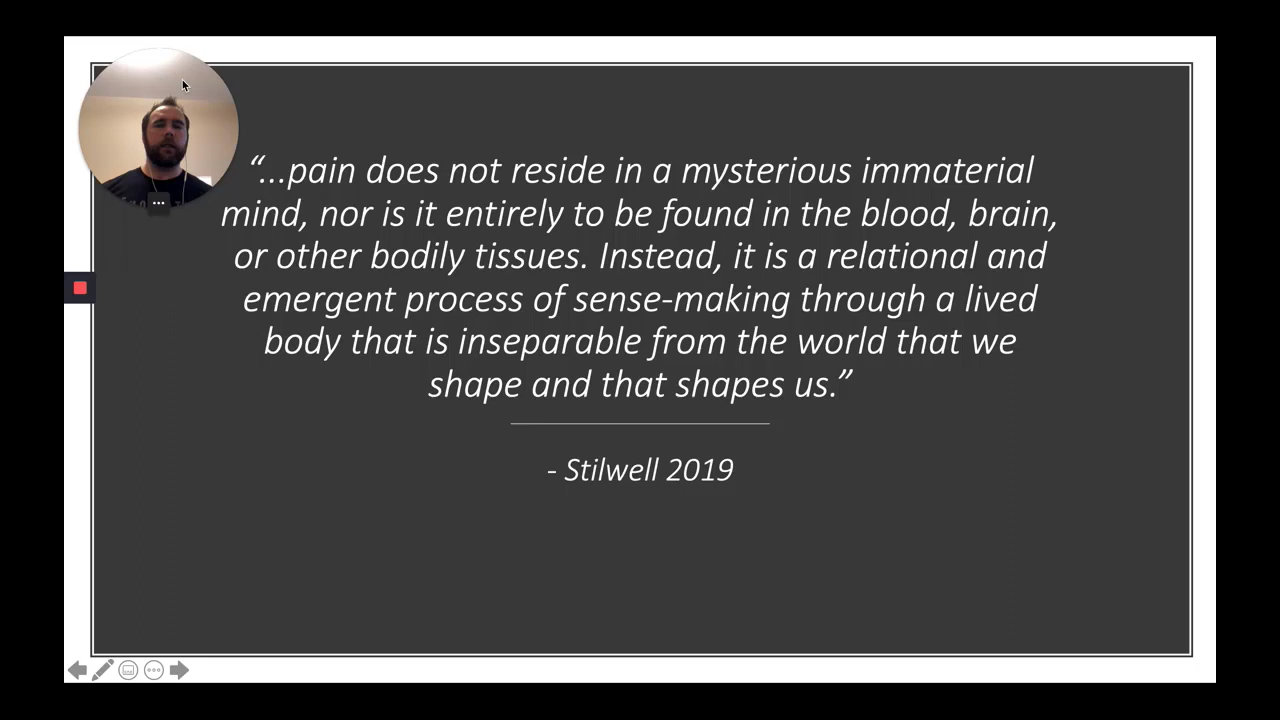 “...pain does not reside in a mysterious immaterial
mind, nor is it entirely to be found in the blood, brain,
or other bodily tissues. Instead, it is a relational and
emergent process of sense-making through a lived
body that is inseparable from the world that we
shape and that shapes us.”
- Stilwell 2019